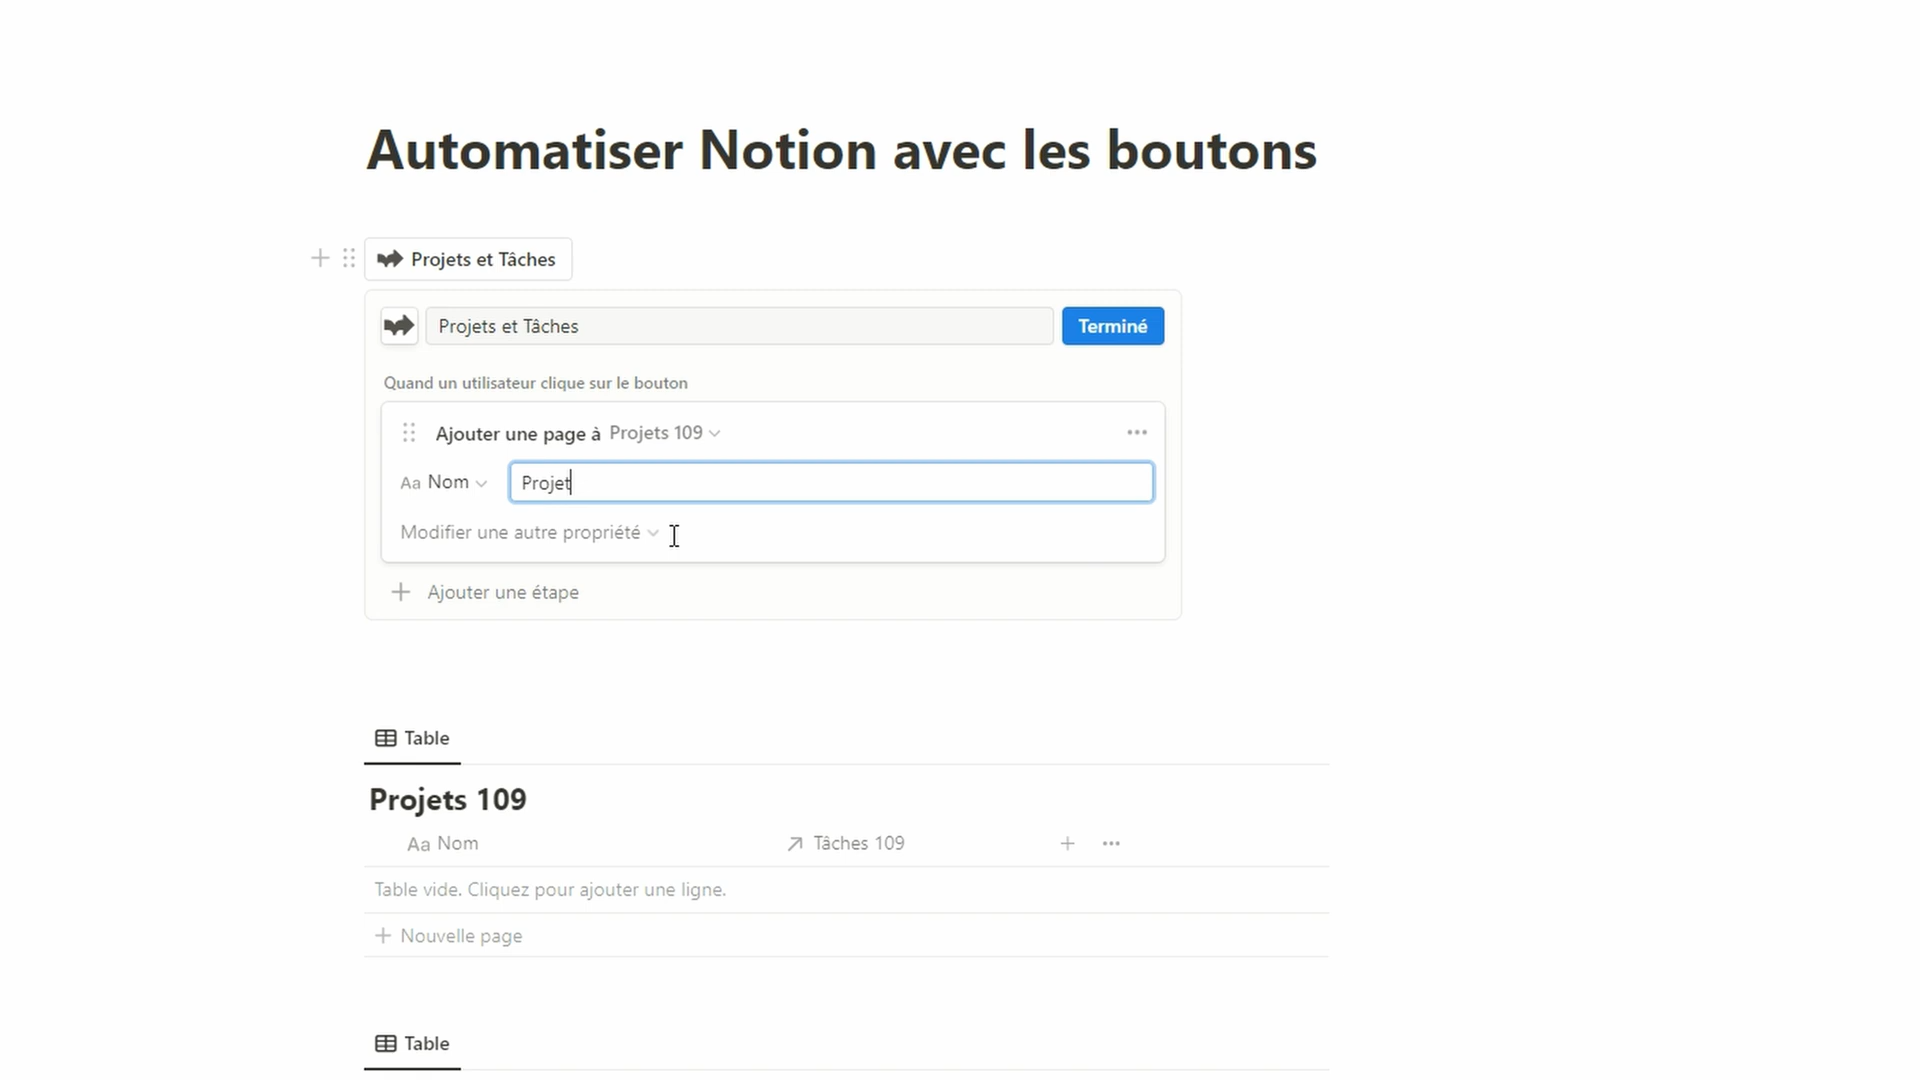 Automatiser Notion avec les boutons
Projets et Tâches
Projets et Tâches
Terminé
Quand un utilisateur clique sur le bouton
Ajouter une page à Projets 109
Aa Nom
Projet
Modifier une autre propriété
Ajouter une étape
Table
Projets 109
Aa Nom
Tâches 109
Table vide. Cliquez pour ajouter une ligne.
Nouvelle page
Table